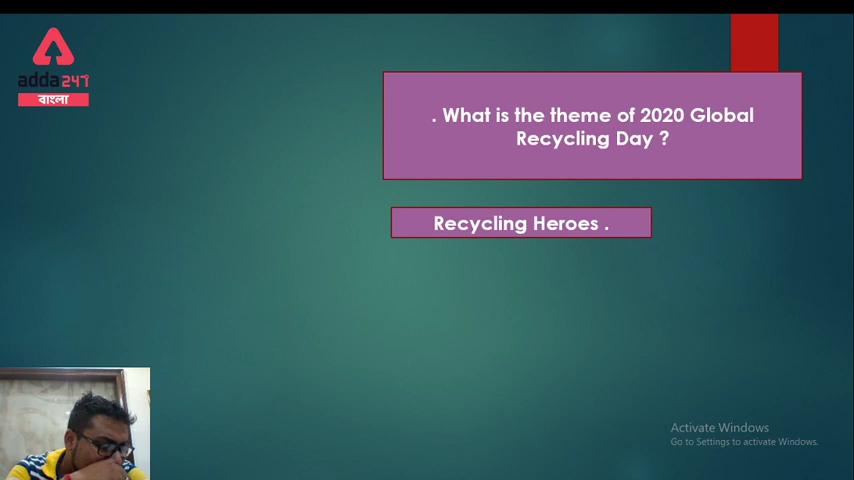 adda247
বাংলা
. What is the theme of 2020 Global
Recycling Day ?
Recycling Heroes .
Activate Windows
Go to Settings to activate Windows.